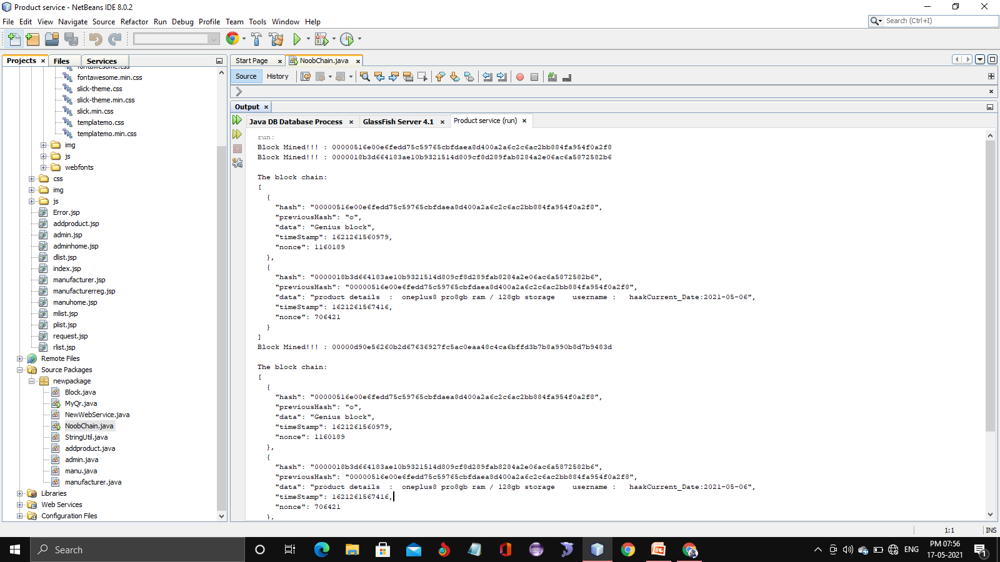 Product service - NetBeans IDE 8.0.2
File Edit View Navigate Source Refactor Run Debug Profile Team Tools Window Help
Search (Ctrl+I)
Projects Files Services
fontawesome.css
fontawesome.min.css
slick-theme.css
slick-theme.min.css
slick.min.css
templatemo.css
templatemo.min.css
img
js
webfonts
css
img
js
Error.jsp
addproduct.jsp
admin.jsp
adminhome.jsp
dlist.jsp
index.jsp
manufacturer.jsp
manufacturerreg.jsp
manuhome.jsp
mlist.jsp
plist.jsp
request.jsp
rlist.jsp
Remote Files
Source Packages
newpackage
Block.java
MyQr.java
NewWebService.java
NoobChain.java
StringUtil.java
addproduct.java
admin.java
manu.java
manufacturer.java
Libraries
Web Services
Configuration Files
Start Page NoobChain.java
Source History
Output
Java DB Database Process GlassFish Server 4.1 Product service (run)
run:
Block Mined!!! : 00000516e00e6fedd75c59765cbfdaea8d400a2a6c2c6ac2bb884fa954f0a2f8
Block Mined!!! : 0000018b3d664183ae10b9321514d809cf8d289fab8284a2e06ac6a5872582b6
The block chain:
[
{
"hash": "00000516e00e6fedd75c59765cbfdaea8d400a2a6c2c6ac2bb884fa954f0a2f8",
"previousHash": "o",
"data": "Genius block",
"timeStamp": 1621261560979,
"nonce": 1160189
},
{
"hash": "0000018b3d664183ae10b9321514d809cf8d289fab8284a2e06ac6a5872582b6",
"previousHash": "00000516e00e6fedd75c59765cbfdaea8d400a2a6c2c6ac2bb884fa954f0a2f8",
"data": "product details : oneplus8 pro8gb ram / 128gb storage username : haakCurrent_Date:2021-05-06",
"timeStamp": 1621261567416,
"nonce": 706421
}
]
Block Mined!!! : 00000d90e56260b2d67636927fc5ac0eaa48c4ca6bffd3b7b8a990b8d7b9483d
The block chain:
[
{
"hash": "00000516e00e6fedd75c59765cbfdaea8d400a2a6c2c6ac2bb884fa954f0a2f8",
"previousHash": "o",
"data": "Genius block",
"timeStamp": 1621261560979,
"nonce": 1160189
},
{
"hash": "0000018b3d664183ae10b9321514d809cf8d289fab8284a2e06ac6a5872582b6",
"previousHash": "00000516e00e6fedd75c59765cbfdaea8d400a2a6c2c6ac2bb884fa954f0a2f8",
"data": "product details : oneplus8 pro8gb ram / 128gb storage username : haakCurrent_Date:2021-05-06",
"timeStamp": 1621261567416,
"nonce": 706421
},
1:1 INS
Search
ENG
PM 07:56
17-05-2021
1